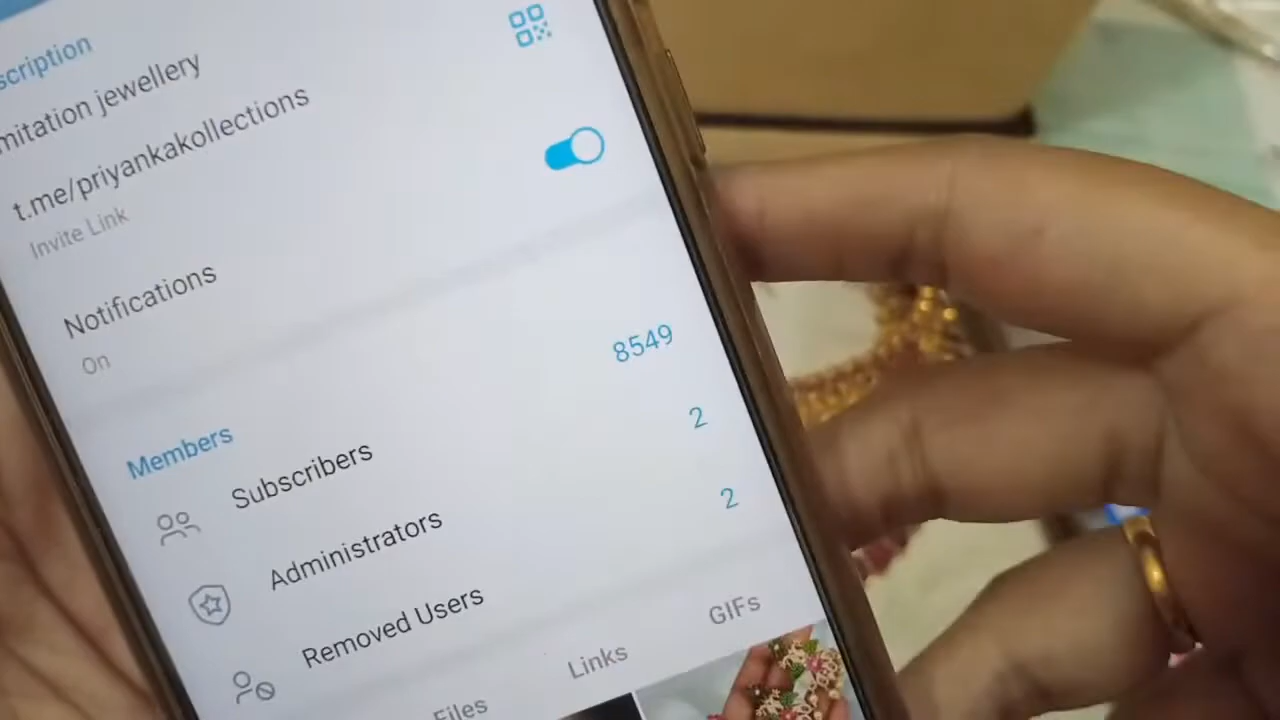 scription
mitation jewellery
t.me/priyankakollections
Invite Link
Notifications
On
Members
Subscribers 8549
Administrators 2
Removed Users 2
Files Links GIFs